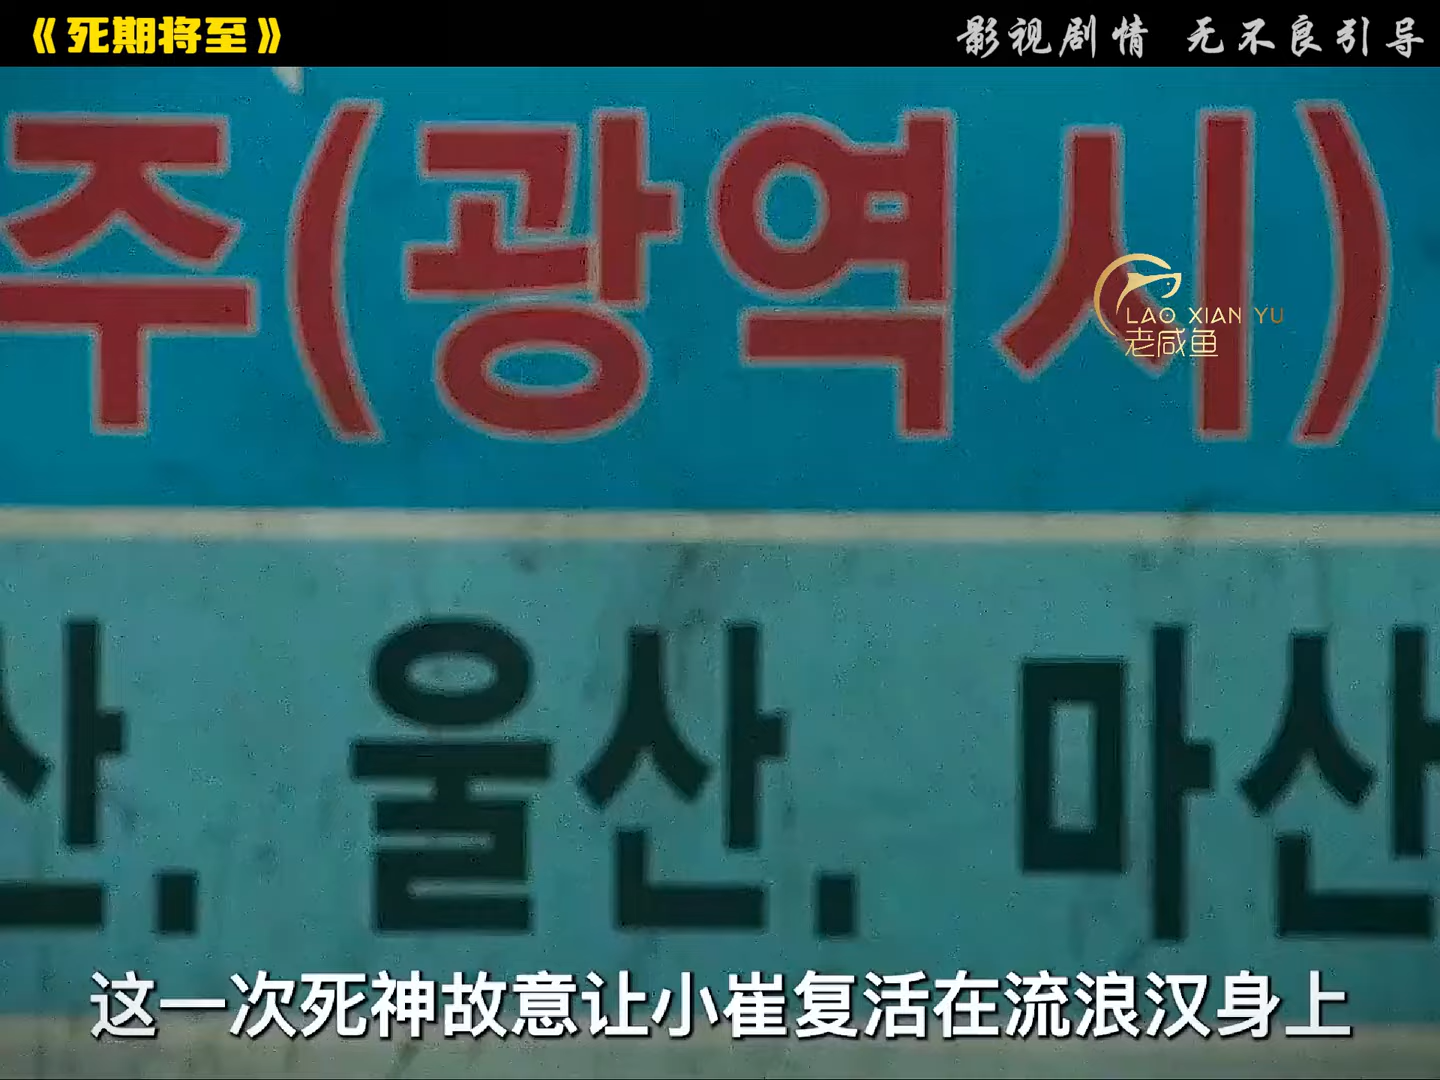 《死期将至》
影视剧情 无不良引导
주(광역시)
LAO XIAN YU
老咸鱼
산. 울산. 마산
这一次死神故意让小崔复活在流浪汉身上